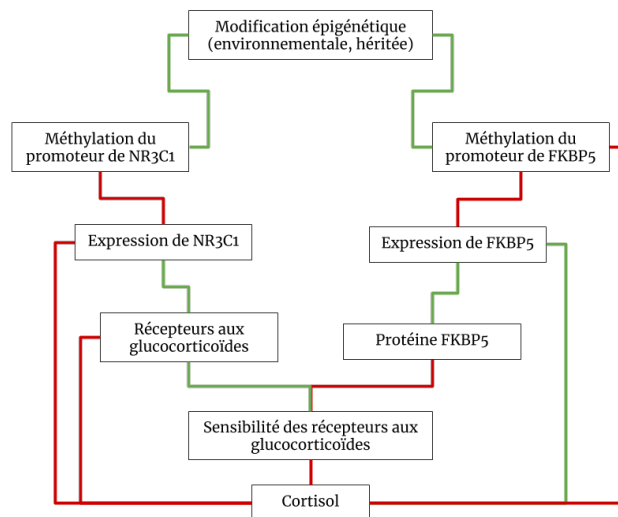 Modification épigénétique
(environnementale, héritée)
Méthylation du
promoteur de NR3C1
Méthylation du
promoteur de FKBP5
Expression de NR3C1
Expression de FKBP5
Récepteurs aux
glucocorticoïdes
Protéine FKBP5
Sensibilité des récepteurs aux
glucocorticoïdes
Cortisol